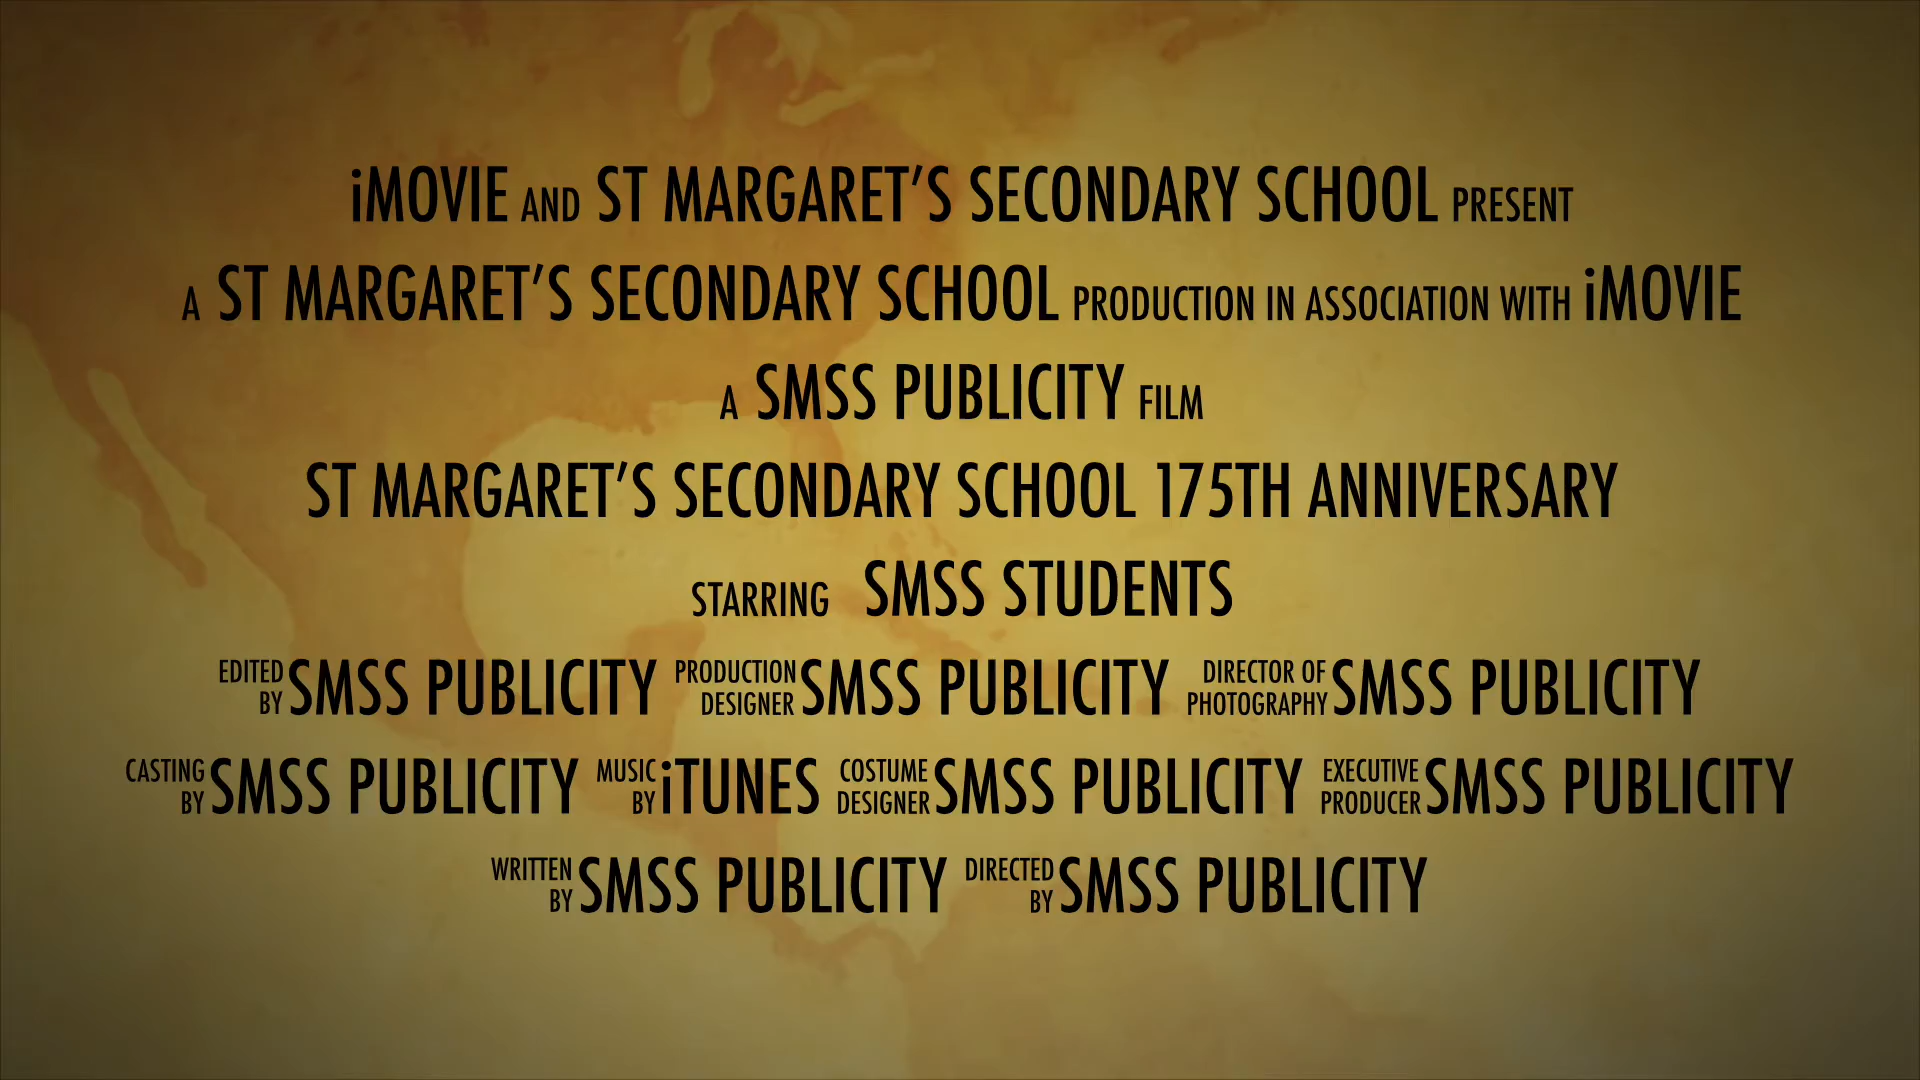 iMOVIE AND ST MARGARET’S SECONDARY SCHOOL PRESENT
A ST MARGARET’S SECONDARY SCHOOL PRODUCTION IN ASSOCIATION WITH iMOVIE
A SMSS PUBLICITY FILM
ST MARGARET’S SECONDARY SCHOOL 175TH ANNIVERSARY
STARRING SMSS STUDENTS
EDITED BY SMSS PUBLICITY PRODUCTION DESIGNER SMSS PUBLICITY DIRECTOR OF PHOTOGRAPHY SMSS PUBLICITY
CASTING BY SMSS PUBLICITY MUSIC BY iTUNES COSTUME DESIGNER SMSS PUBLICITY EXECUTIVE PRODUCER SMSS PUBLICITY
WRITTEN BY SMSS PUBLICITY DIRECTED BY SMSS PUBLICITY